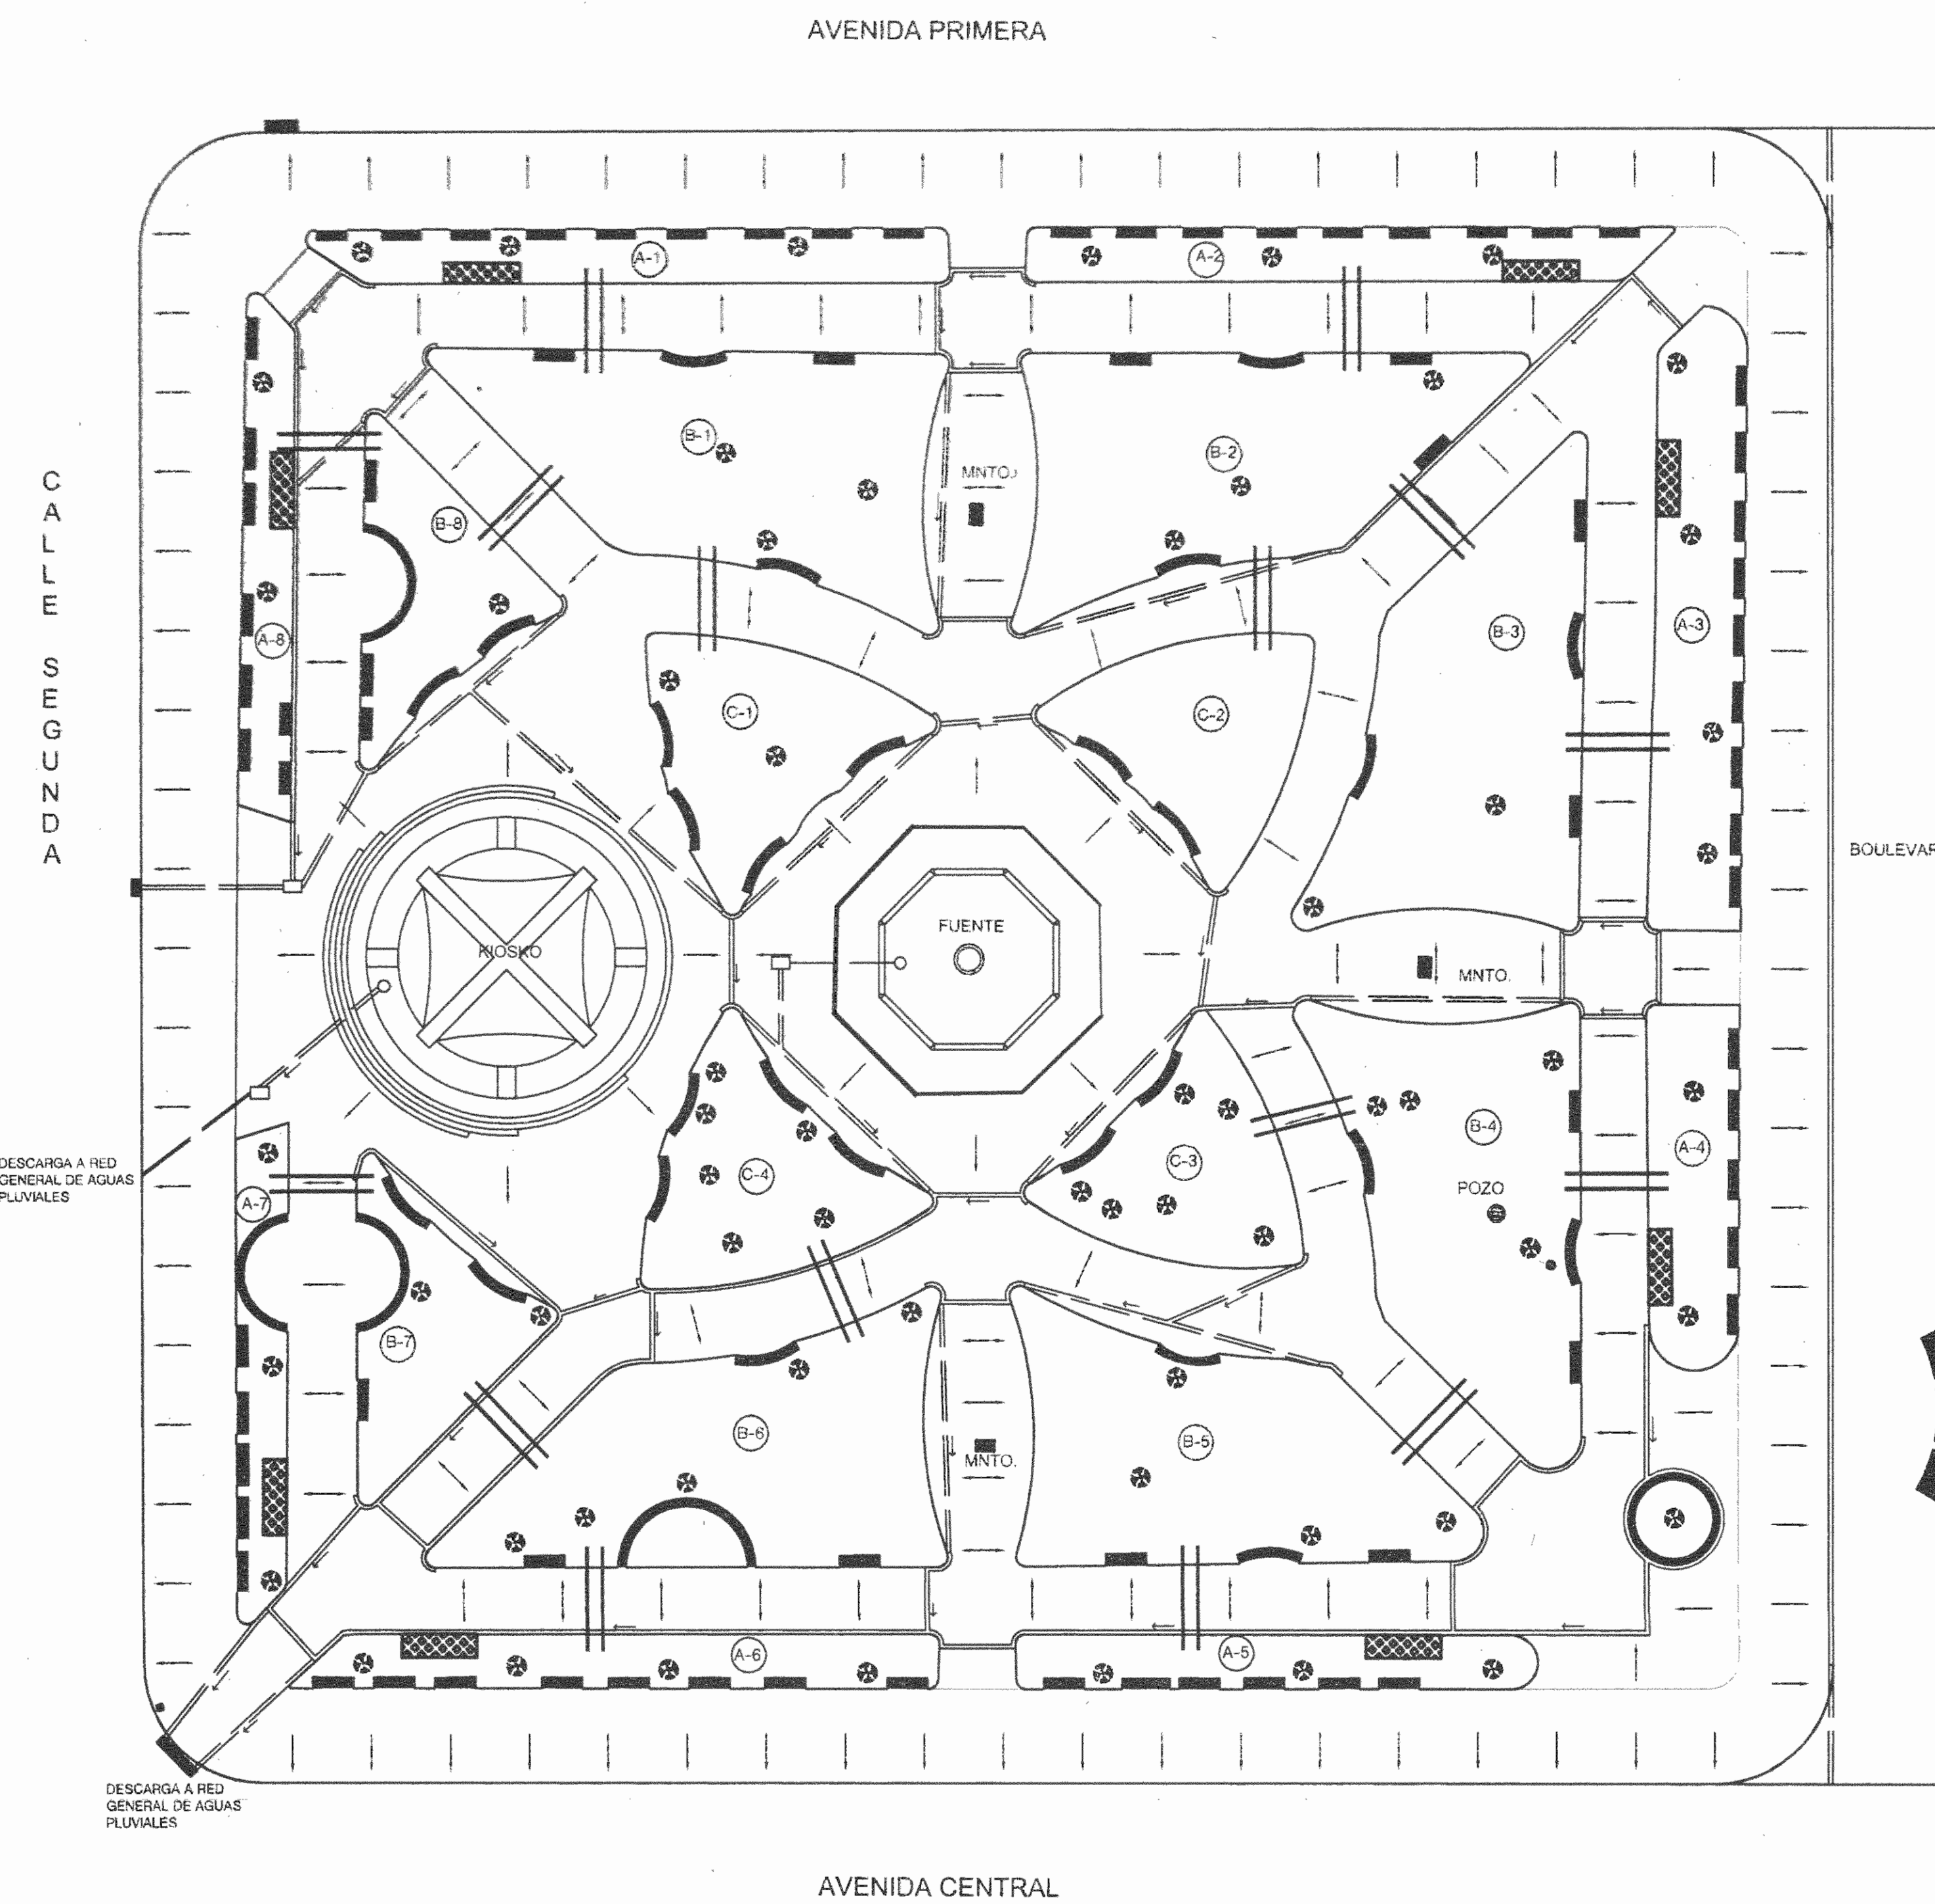 AVENIDA PRIMERA
A-1
A-2
B-1
B-2
MNTO.
CALLE SEGUNDA
B-8
A-8
B-3
A-3
C-1
C-2
BOULEVAR
FUENTE
KIOSKO
MNTO.
B-4
A-4
DESCARGA A RED
GENERAL DE AGUAS
PLUVIALES
C-4
C-3
POZO
A-7
B-7
B-6
B-5
MNTO.
A-6
A-5
DESCARGA A RED
GENERAL DE AGUAS
PLUVIALES
AVENIDA CENTRAL